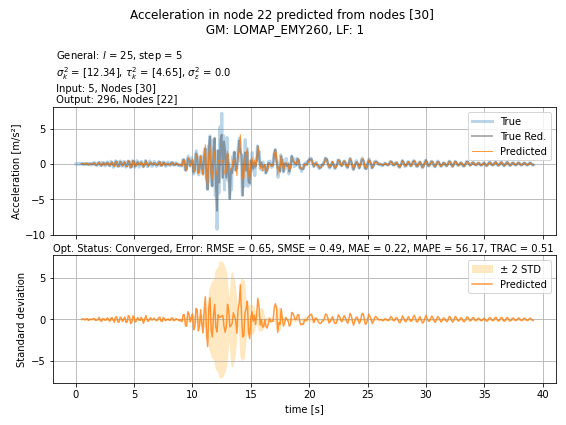 Acceleration in node 22 predicted from nodes [30]
GM: LOMAP_EMY260, LF: 1
General: l = 25, step = 5
σ²ₖ = [12.34], τ²ₖ = [4.65], σ²ε = 0.0
Input: 5, Nodes [30]
Output: 296, Nodes [22]
Acceleration [m/s²]
5
0
−5
−10
True
True Red.
Predicted
Opt. Status: Converged, Error: RMSE = 0.65, SMSE = 0.49, MAE = 0.22, MAPE = 56.17, TRAC = 0.51
Standard deviation
5
0
−5
± 2 STD
Predicted
0 5 10 15 20 25 30 35 40
time [s]